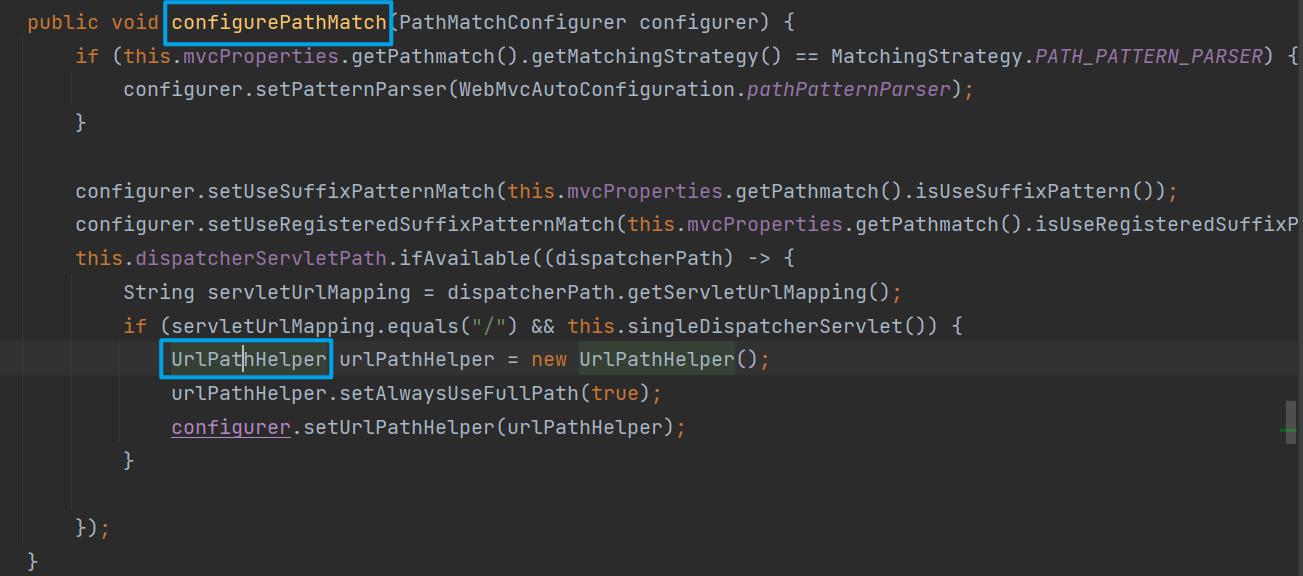 public void configurePathMatch(PathMatchConfigurer configurer) {
if (this.mvcProperties.getPathmatch().getMatchingStrategy() == MatchingStrategy.PATH_PATTERN_PARSER) {
configurer.setPatternParser(WebMvcAutoConfiguration.pathPatternParser);
}
configurer.setUseSuffixPatternMatch(this.mvcProperties.getPathmatch().isUseSuffixPattern());
configurer.setUseRegisteredSuffixPatternMatch(this.mvcProperties.getPathmatch().isUseRegisteredSuffixP
this.dispatcherServletPath.ifAvailable((dispatcherPath) -> {
String servletUrlMapping = dispatcherPath.getServletUrlMapping();
if (servletUrlMapping.equals("/") && this.singleDispatcherServlet()) {
UrlPathHelper urlPathHelper = new UrlPathHelper();
urlPathHelper.setAlwaysUseFullPath(true);
configurer.setUrlPathHelper(urlPathHelper);
}
});
}